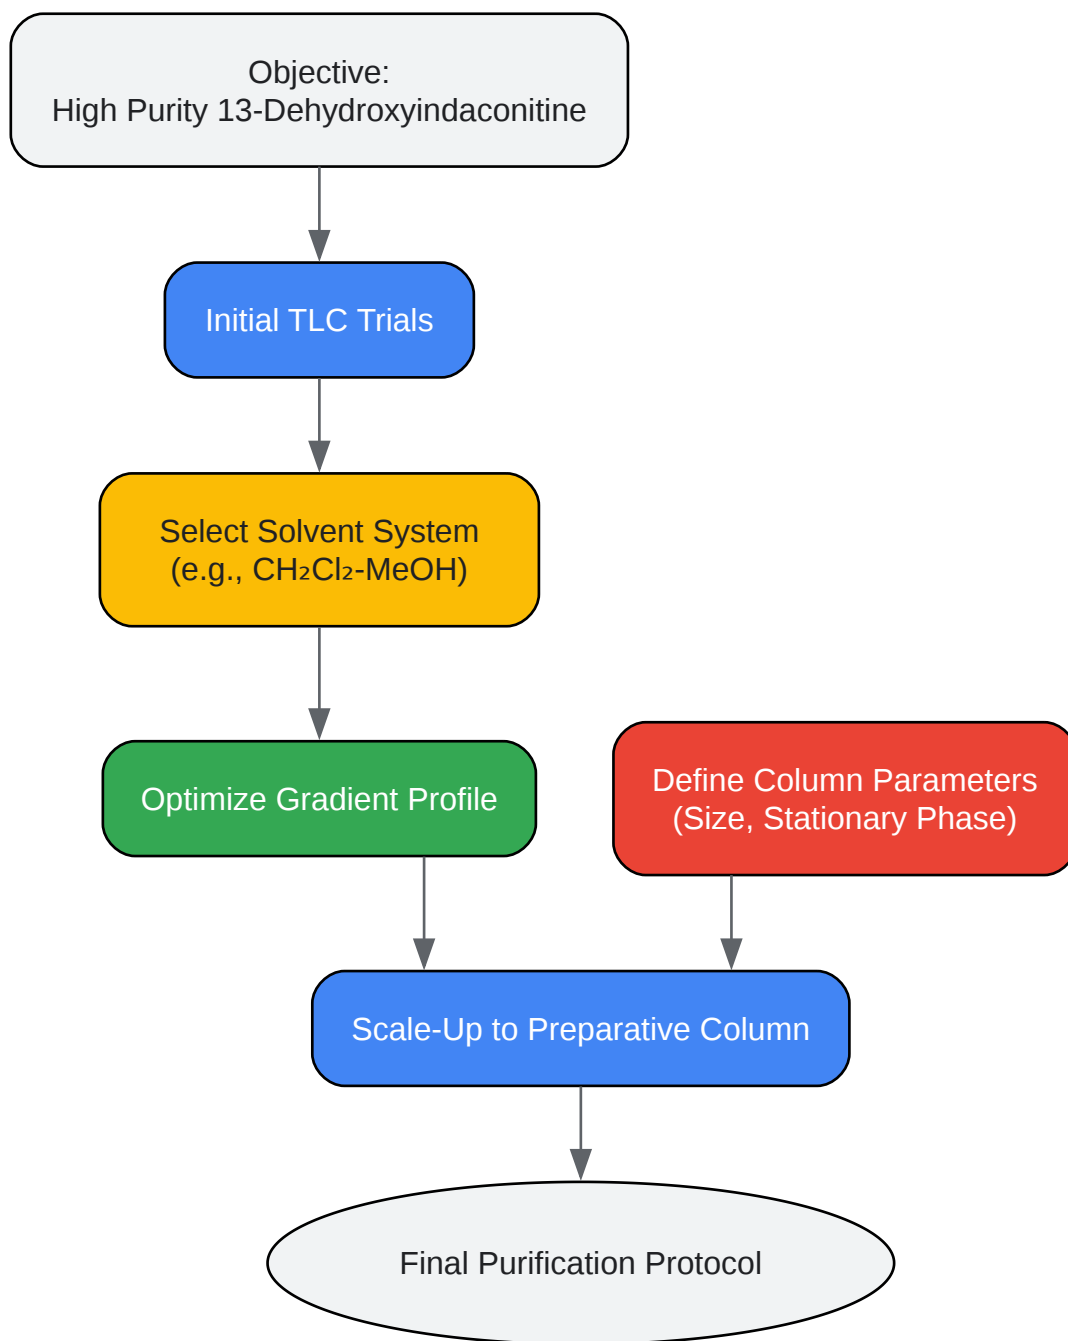 Objective:
High Purity 13-Dehydroxyindaconitine
Initial TLC Trials
Select Solvent System
(e.g., CH₂Cl₂-MeOH)
Optimize Gradient Profile
Define Column Parameters
(Size, Stationary Phase)
Scale-Up to Preparative Column
Final Purification Protocol